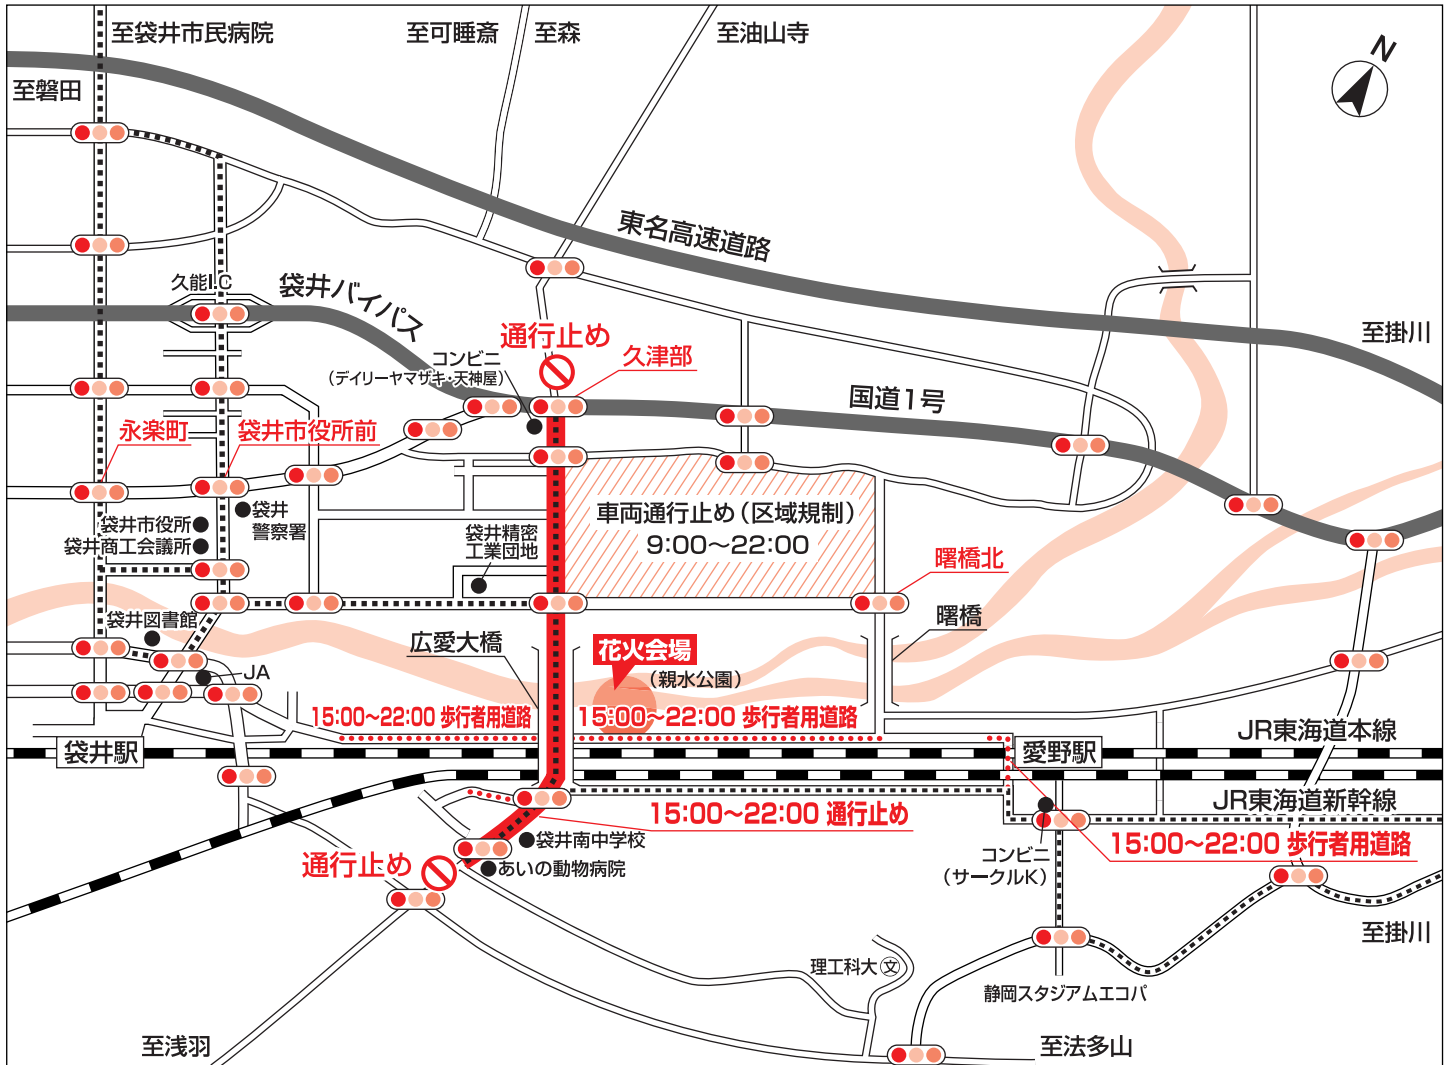 至袋井市民病院
至可睡斎
至森
至油山寺
N
至磐田
東名高速道路
久能I.C
袋井バイパス
通行止め
至掛川
コンビニ
(デイリーヤマザキ・天神屋)
久津部
国道1号
永楽町
袋井市役所前
袋井市役所
袋井商工会議所
袋井
警察署
袋井精密
工業団地
車両通行止め(区域規制)
9:00〜22:00
曙橋北
曙橋
袋井図書館
広愛大橋
花火会場
(親水公園)
JA
15:00〜22:00 歩行者用道路
15:00〜22:00 歩行者用道路
袋井駅
愛野駅
JR東海道本線
JR東海道新幹線
15:00〜22:00 通行止め
15:00〜22:00 歩行者用道路
袋井南中学校
通行止め
あいの動物病院
コンビニ
(サークルK)
至掛川
理工科大
文
静岡スタジアムエコパ
至浅羽
至法多山